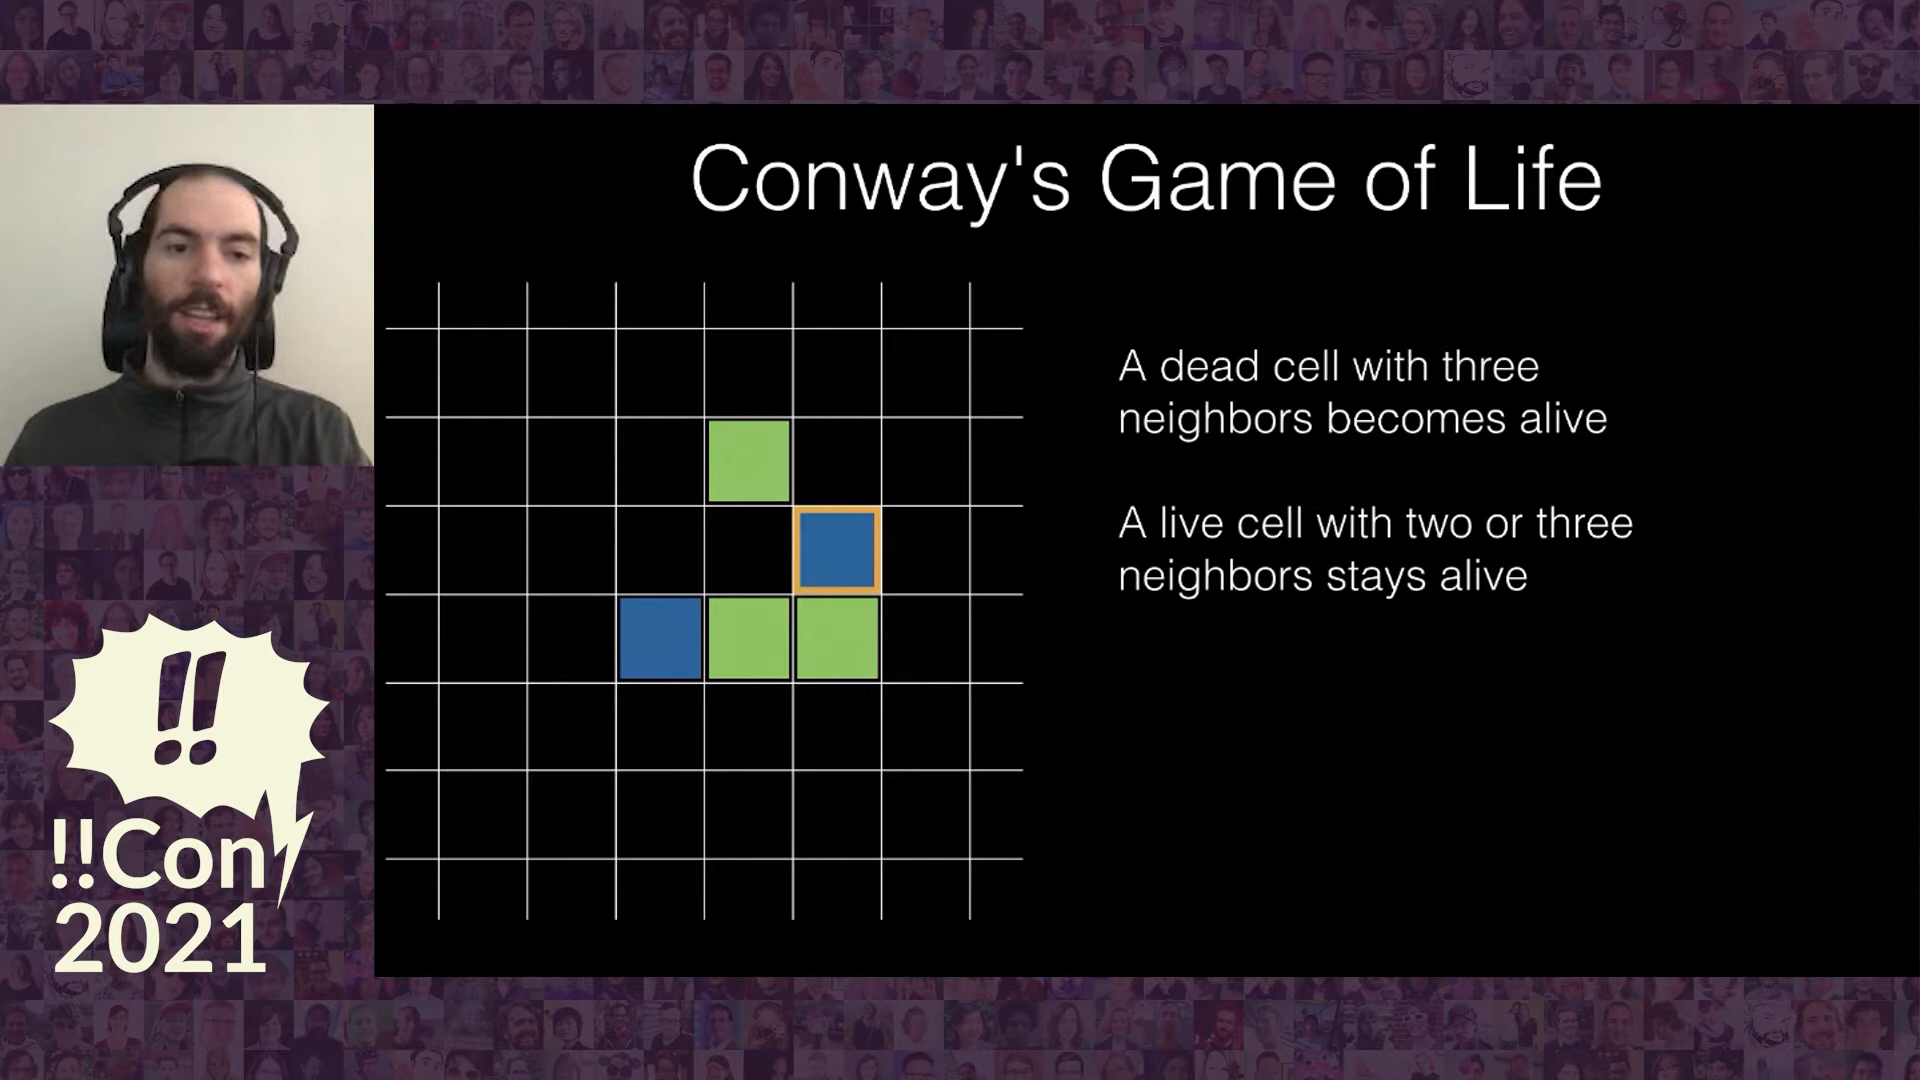 Conway's Game of Life
A dead cell with three
neighbors becomes alive
A live cell with two or three
neighbors stays alive
!!
!!Con
2021